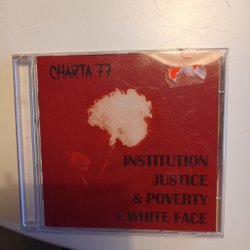 CHARTA 77
INSTITUTION
JUSTICE
& POVERTY
+ WHITE FACE